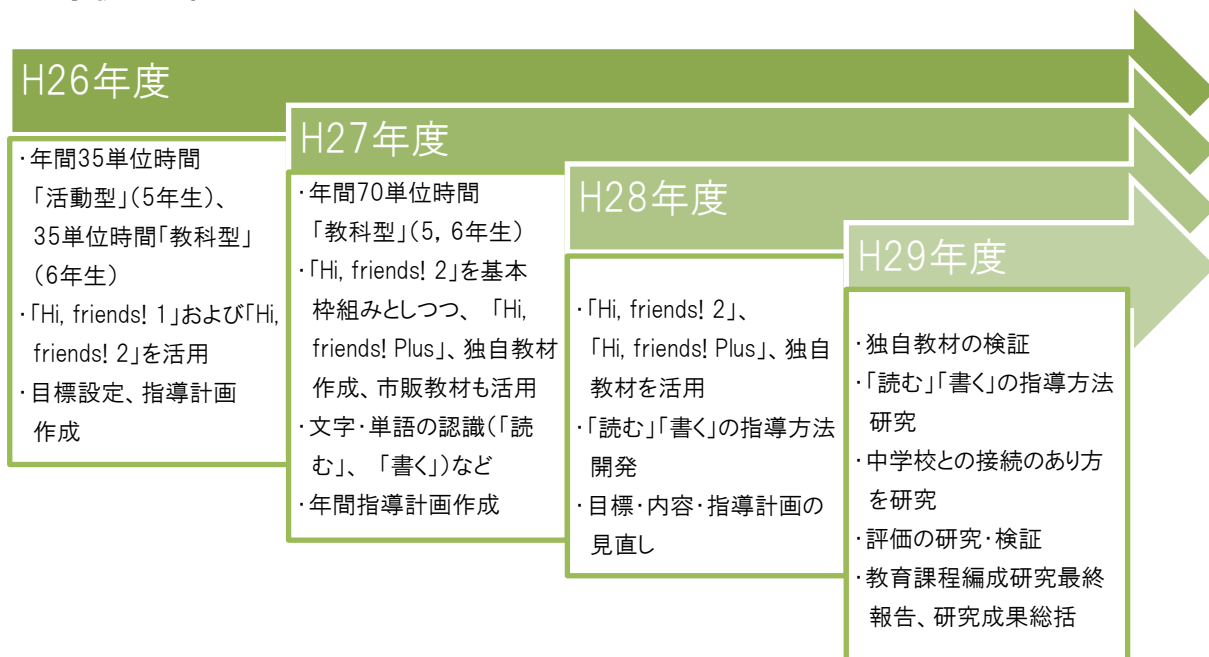 H26年度
・年間35単位時間
「活動型」(5年生)、
35単位時間「教科型」
(6年生)
・「Hi, friends! 1」および「Hi,
friends! 2」を活用
・目標設定、指導計画
作成
H27年度
・年間70単位時間
「教科型」(5, 6年生)
・「Hi, friends! 2」を基本
枠組みとしつつ、「Hi,
friends! Plus」、独自教材
作成、市販教材も活用
・文字・単語の認識(「読
む」、「書く」)など
・年間指導計画作成
H28年度
・「Hi, friends! 2」、
「Hi, friends! Plus」、独自
教材を活用
・「読む」「書く」の指導方法
開発
・目標・内容・指導計画の
見直し
H29年度
・独自教材の検証
・「読む」「書く」の指導方法
研究
・中学校との接続のあり方
を研究
・評価の研究・検証
・教育課程編成研究最終
報告、研究成果総括